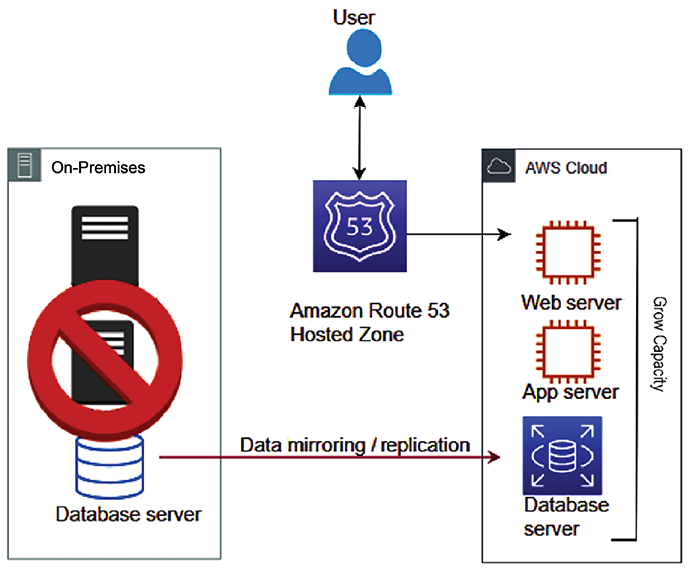 User
On-Premises
AWS Cloud
53
Amazon Route 53
Hosted Zone
Web server
App server
Grow Capacity
Data mirroring / replication
Database server
Database
server